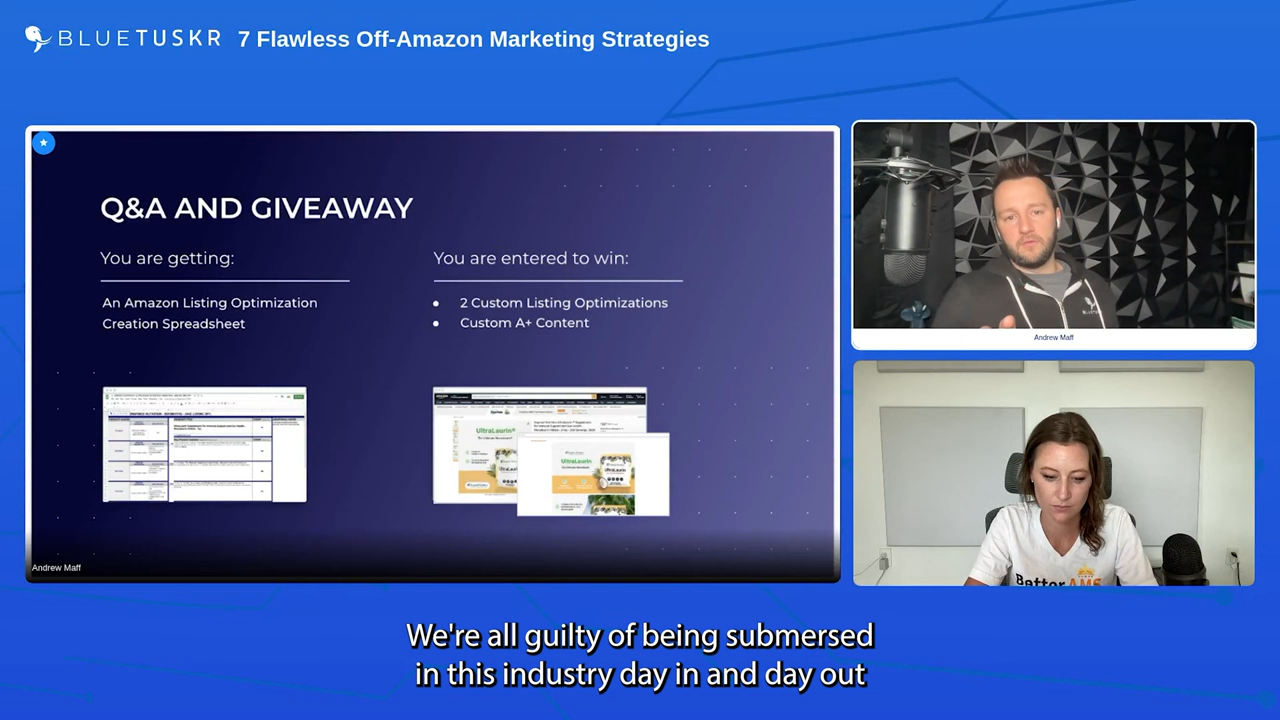 BLUETUSKR 7 Flawless Off-Amazon Marketing Strategies
Q&A AND GIVEAWAY
You are getting:
An Amazon Listing Optimization
Creation Spreadsheet
You are entered to win:
• 2 Custom Listing Optimizations
• Custom A+ Content
UltraLaurin
UltraLaurin
Andrew Maff
Andrew Maff
BetterAMS
We're all guilty of being submersed
in this industry day in and day out